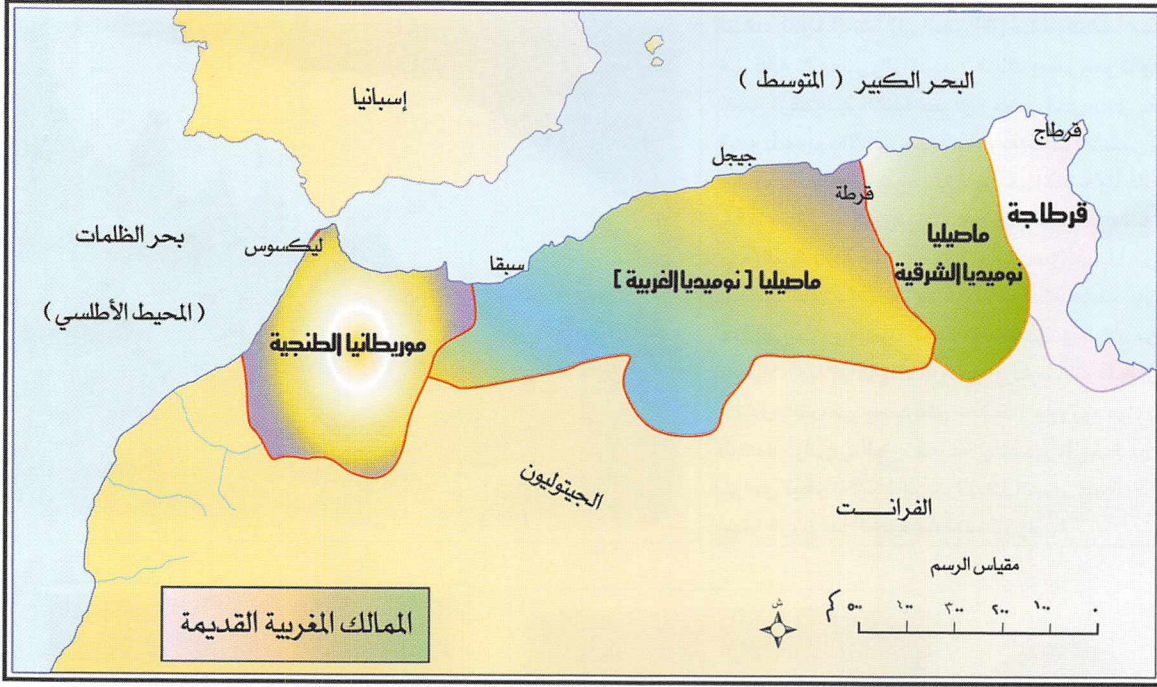 البحر الكبير ( المتوسط )
إسبانيا
قرطاج
جيجل
قرطة
قرطاجة
ماصيليا
نوميديا الشرقية
بحر الظلمات
(المحيط الأطلسي)
ليكسوس
سبقا
ماصيليا [ نوميديا الغربية ]
موريطانيا الطنجية
الجيتوليون
الفرانــــت
مقياس الرسم
٠ ١٠٠ ٢٠٠ ٣٠٠ ٤٠٠ ٥٠٠ كم
ش
الممالك المغربية القديمة